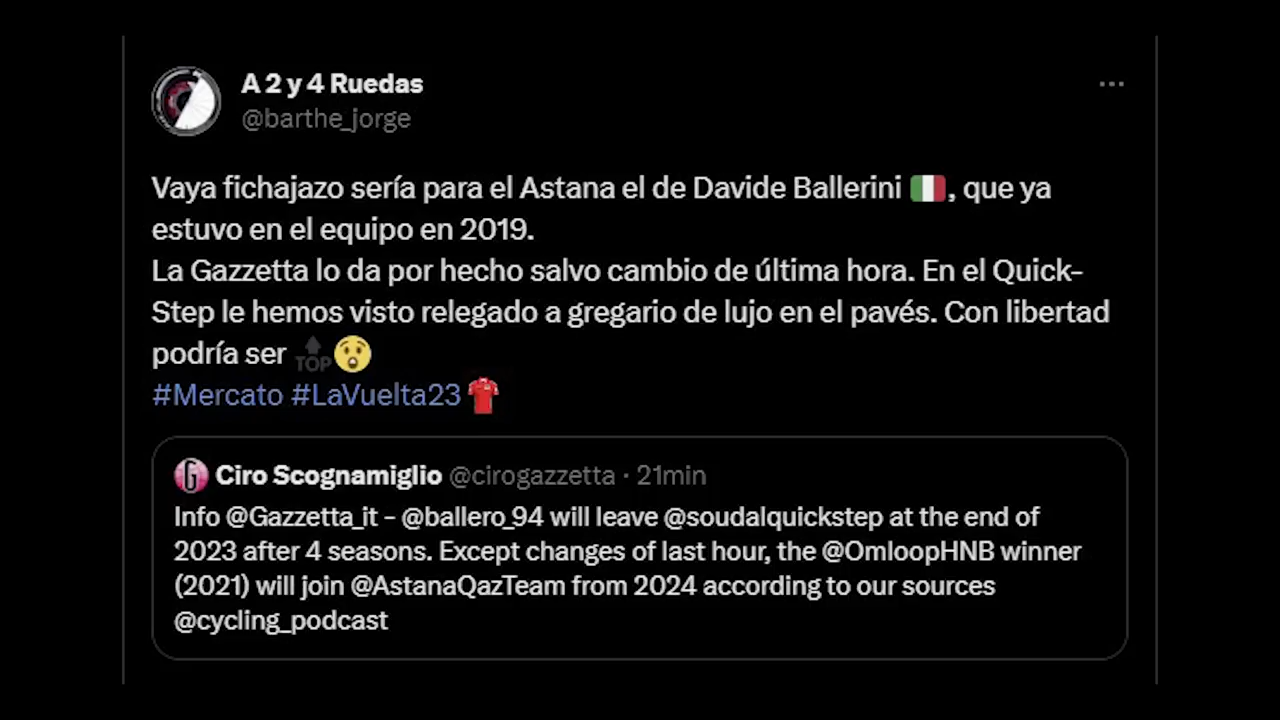 A 2 y 4 Ruedas
@barthe_jorge
Vaya fichajazo sería para el Astana el de Davide Ballerini 🇮🇹, que ya
estuvo en el equipo en 2019.
La Gazzetta lo da por hecho salvo cambio de última hora. En el Quick-
Step le hemos visto relegado a gregario de lujo en el pavés. Con libertad
podría ser 🔝😲
#Mercato #LaVuelta23
Ciro Scognamiglio @cirogazzetta · 21min
Info @Gazzetta_it - @ballero_94 will leave @soudalquickstep at the end of
2023 after 4 seasons. Except changes of last hour, the @OmloopHNB winner
(2021) will join @AstanaQazTeam from 2024 according to our sources
@cycling_podcast